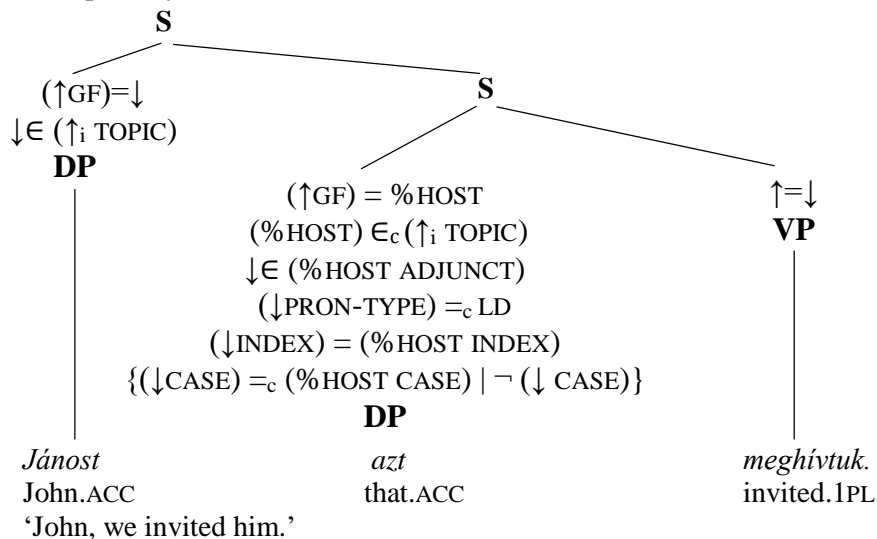 S
(↑GF)=↓
↓∈ (↑i TOPIC)
DP
S
(↑GF) = %HOST
(%HOST) ∈c (↑i TOPIC)
↓∈ (%HOST ADJUNCT)
(↓PRON-TYPE) =c LD
(↓INDEX) = (%HOST INDEX)
{(↓CASE) =c (%HOST CASE) | ¬ (↓ CASE)}
DP
↑=↓
VP
Jánost azt meghívtuk.
John.ACC that.ACC invited.1PL
‘John, we invited him.’